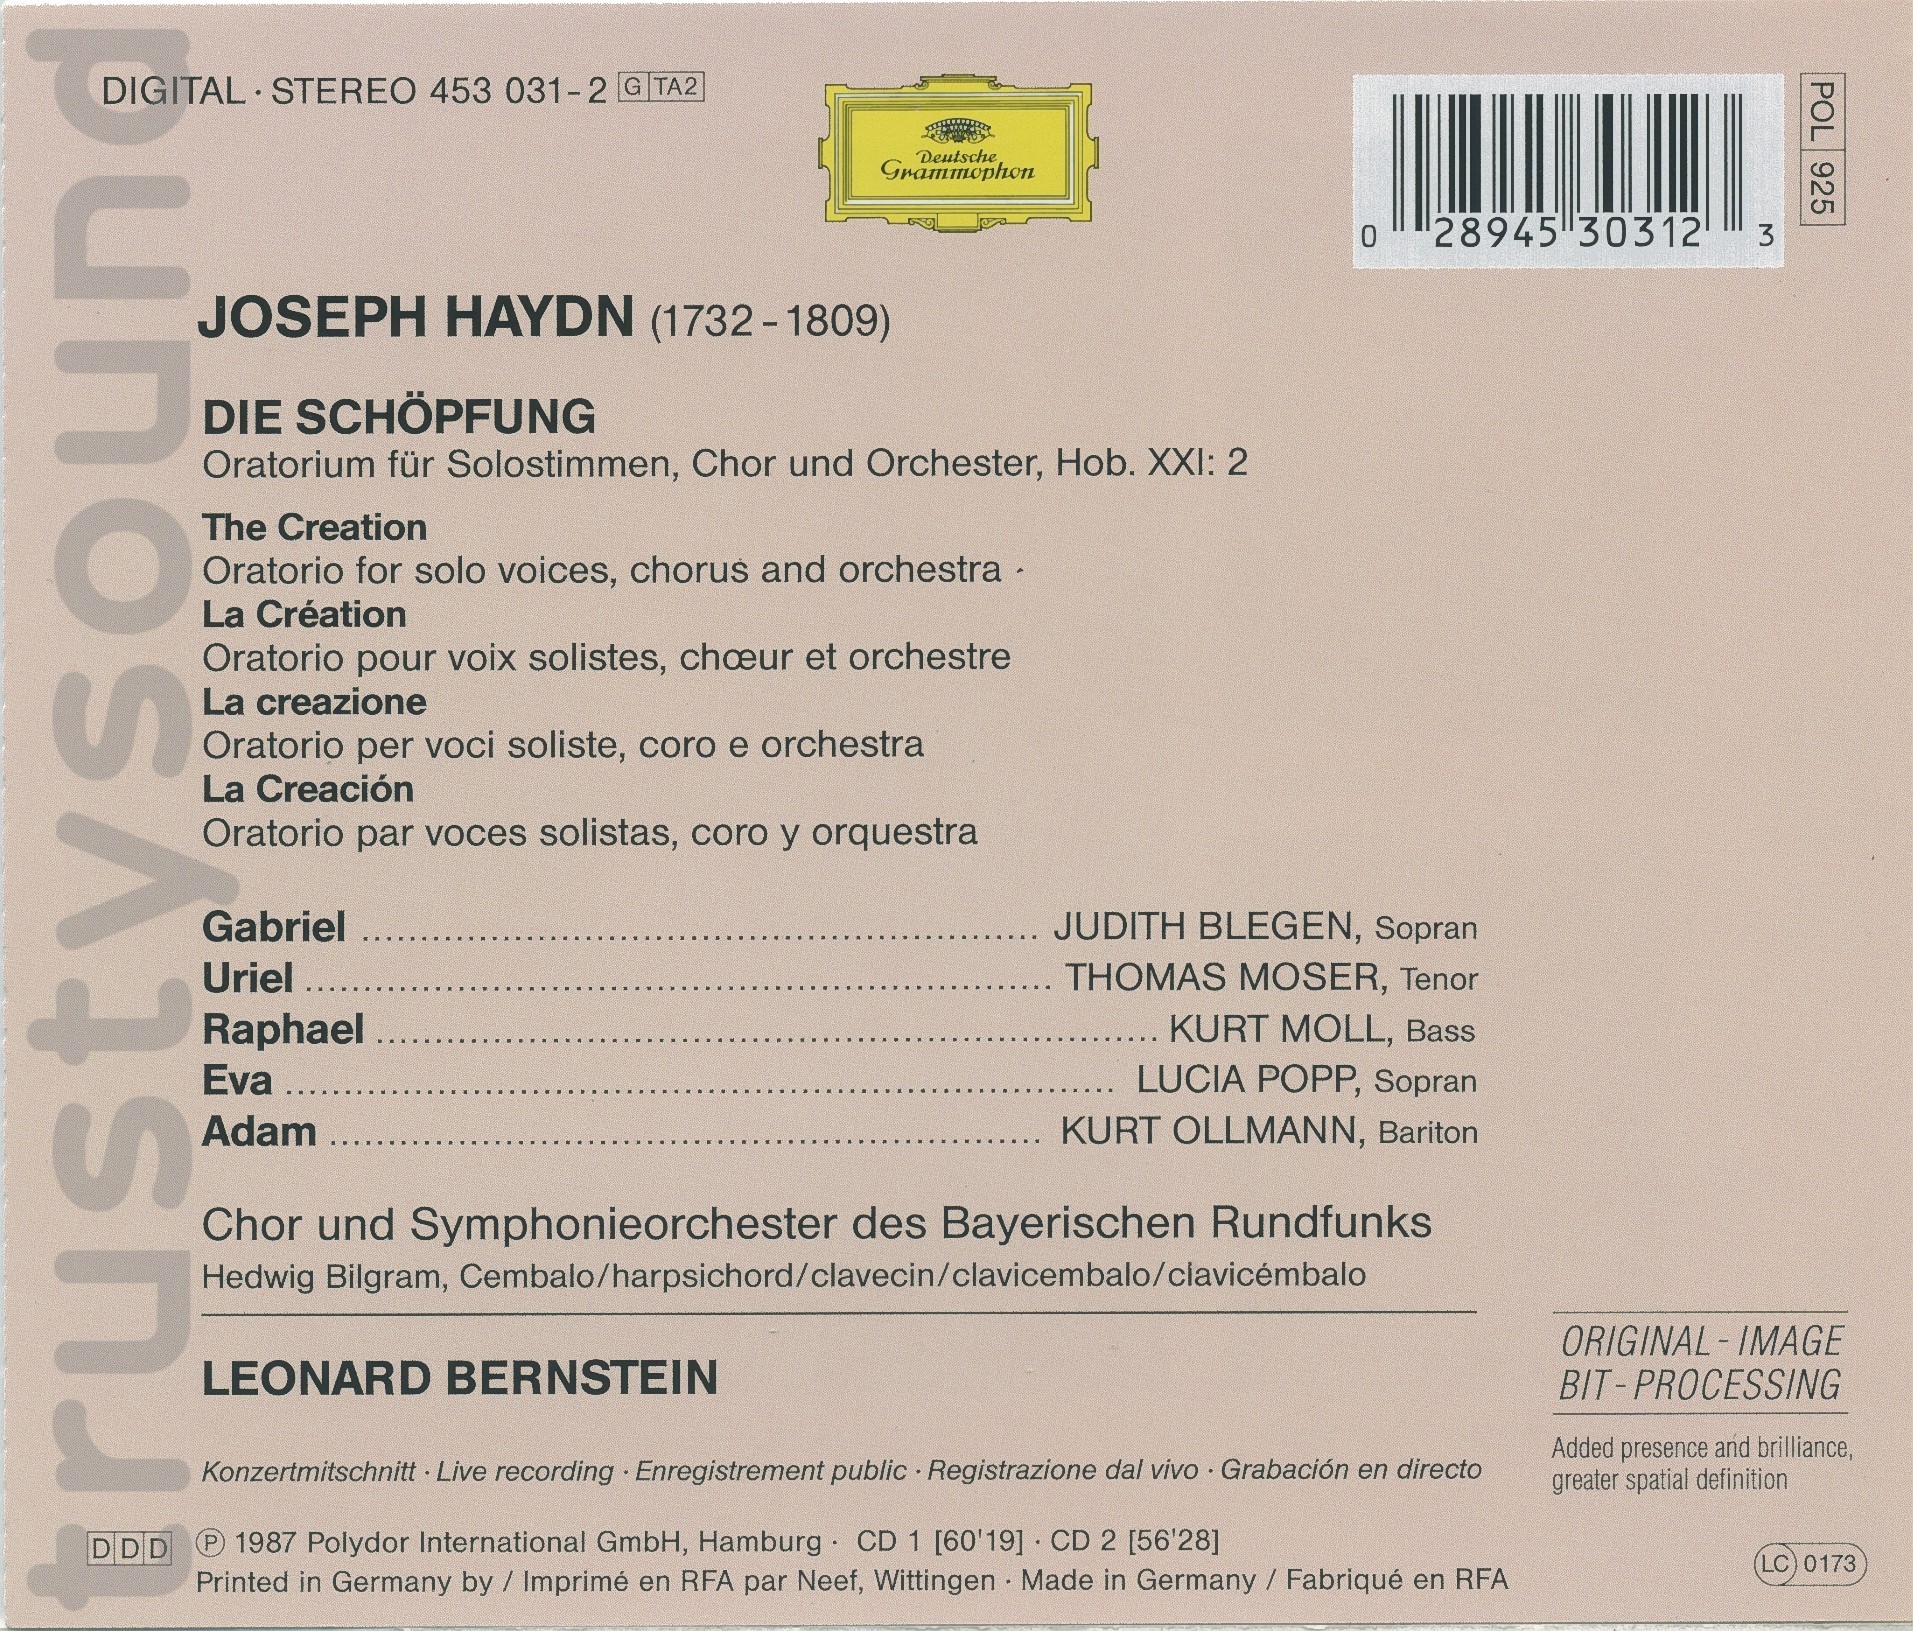 trustysound
DIGITAL · STEREO 453 031-2 G TA2
Deutsche
Grammophon
0 28945 30312 3
POL 925
JOSEPH HAYDN (1732-1809)
DIE SCHÖPFUNG
Oratorium für Solostimmen, Chor und Orchester, Hob. XXI: 2
The Creation
Oratorio for solo voices, chorus and orchestra ·
La Création
Oratorio pour voix solistes, chœur et orchestre
La creazione
Oratorio per voci soliste, coro e orchestra
La Creación
Oratorio par voces solistas, coro y orquestra
Gabriel ........ JUDITH BLEGEN, Sopran
Uriel ........ THOMAS MOSER, Tenor
Raphael ........ KURT MOLL, Bass
Eva ........ LUCIA POPP, Sopran
Adam ........ KURT OLLMANN, Bariton
Chor und Symphonieorchester des Bayerischen Rundfunks
Hedwig Bilgram, Cembalo/harpsichord/clavecin/clavicembalo/clavicémbalo
LEONARD BERNSTEIN
ORIGINAL-IMAGE
BIT-PROCESSING
Added presence and brilliance,
greater spatial definition
Konzertmitschnitt · Live recording · Enregistrement public · Registrazione dal vivo · Grabación en directo
DDD ℗ 1987 Polydor International GmbH, Hamburg · CD 1 [60'19] · CD 2 [56'28]
Printed in Germany by / Imprimé en RFA par Neef, Wittingen · Made in Germany / Fabriqué en RFA
LC 0173